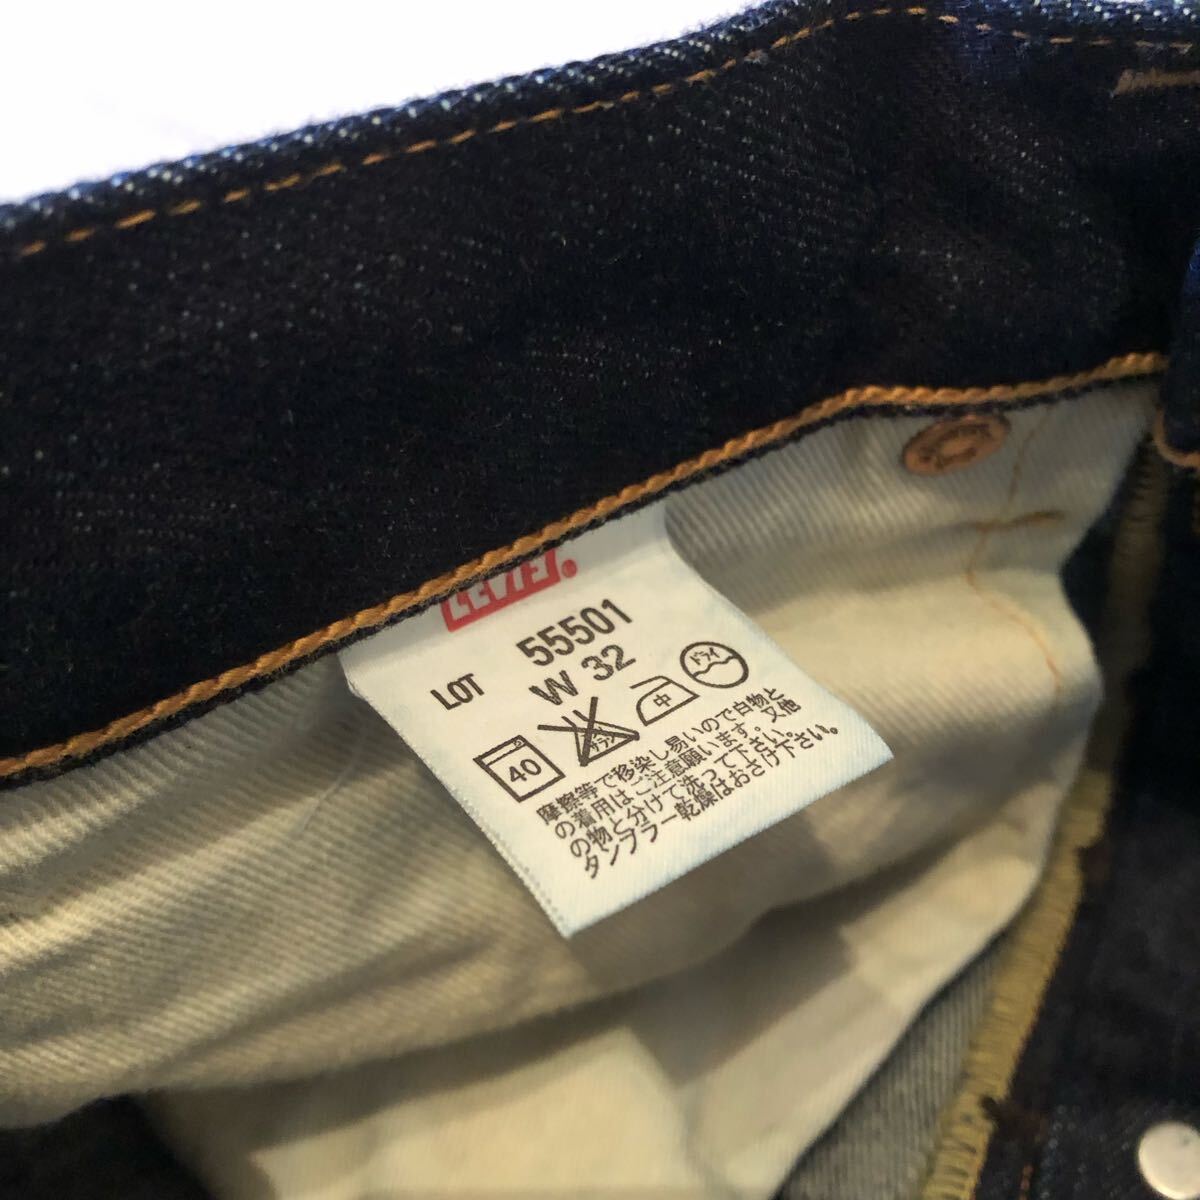 LEVI'S®
LOT 55501
W 32
40 サラシ 中 ドライ
摩擦等で移染し易いので白物と
の着用はご注意願います。又他
の物と分けて洗って下さい。
タンブラー乾燥はおさけ下さい。